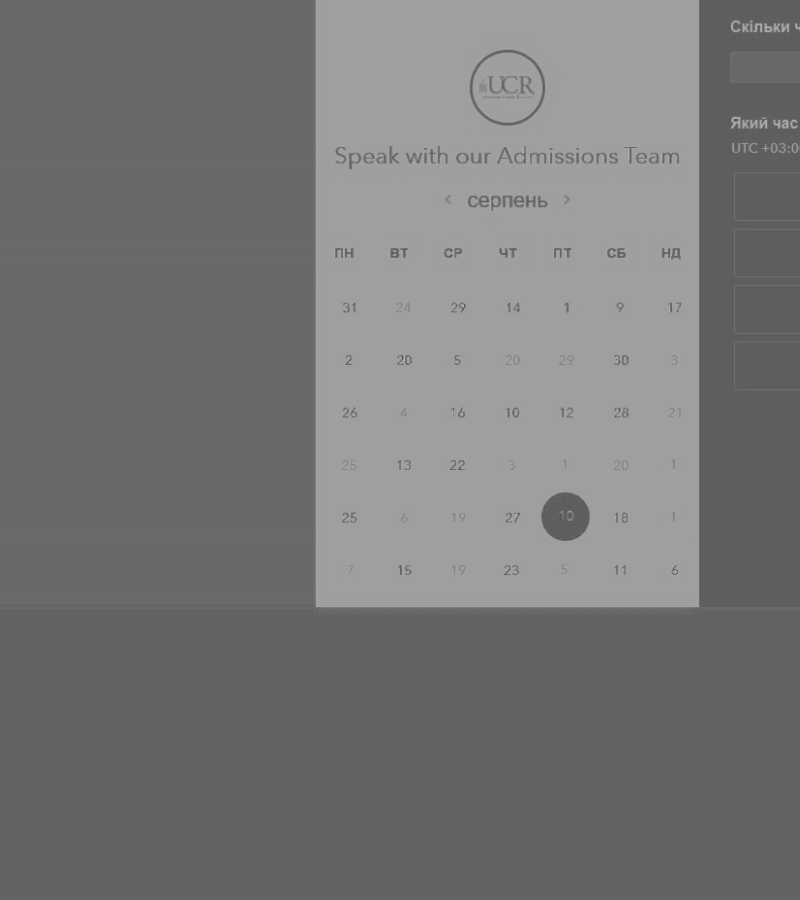 UCR
Speak with our Admissions Team
серпень
ПН ВТ СР ЧТ ПТ СБ НД
31 24 29 14 1 9 17
2 20 5 20 29 30 3
26 4 16 10 12 28 21
25 13 22 3 1 20 1
25 6 19 27 10 18 1
7 15 19 23 5 11 6
Скільки
Який час
UTC +03:0